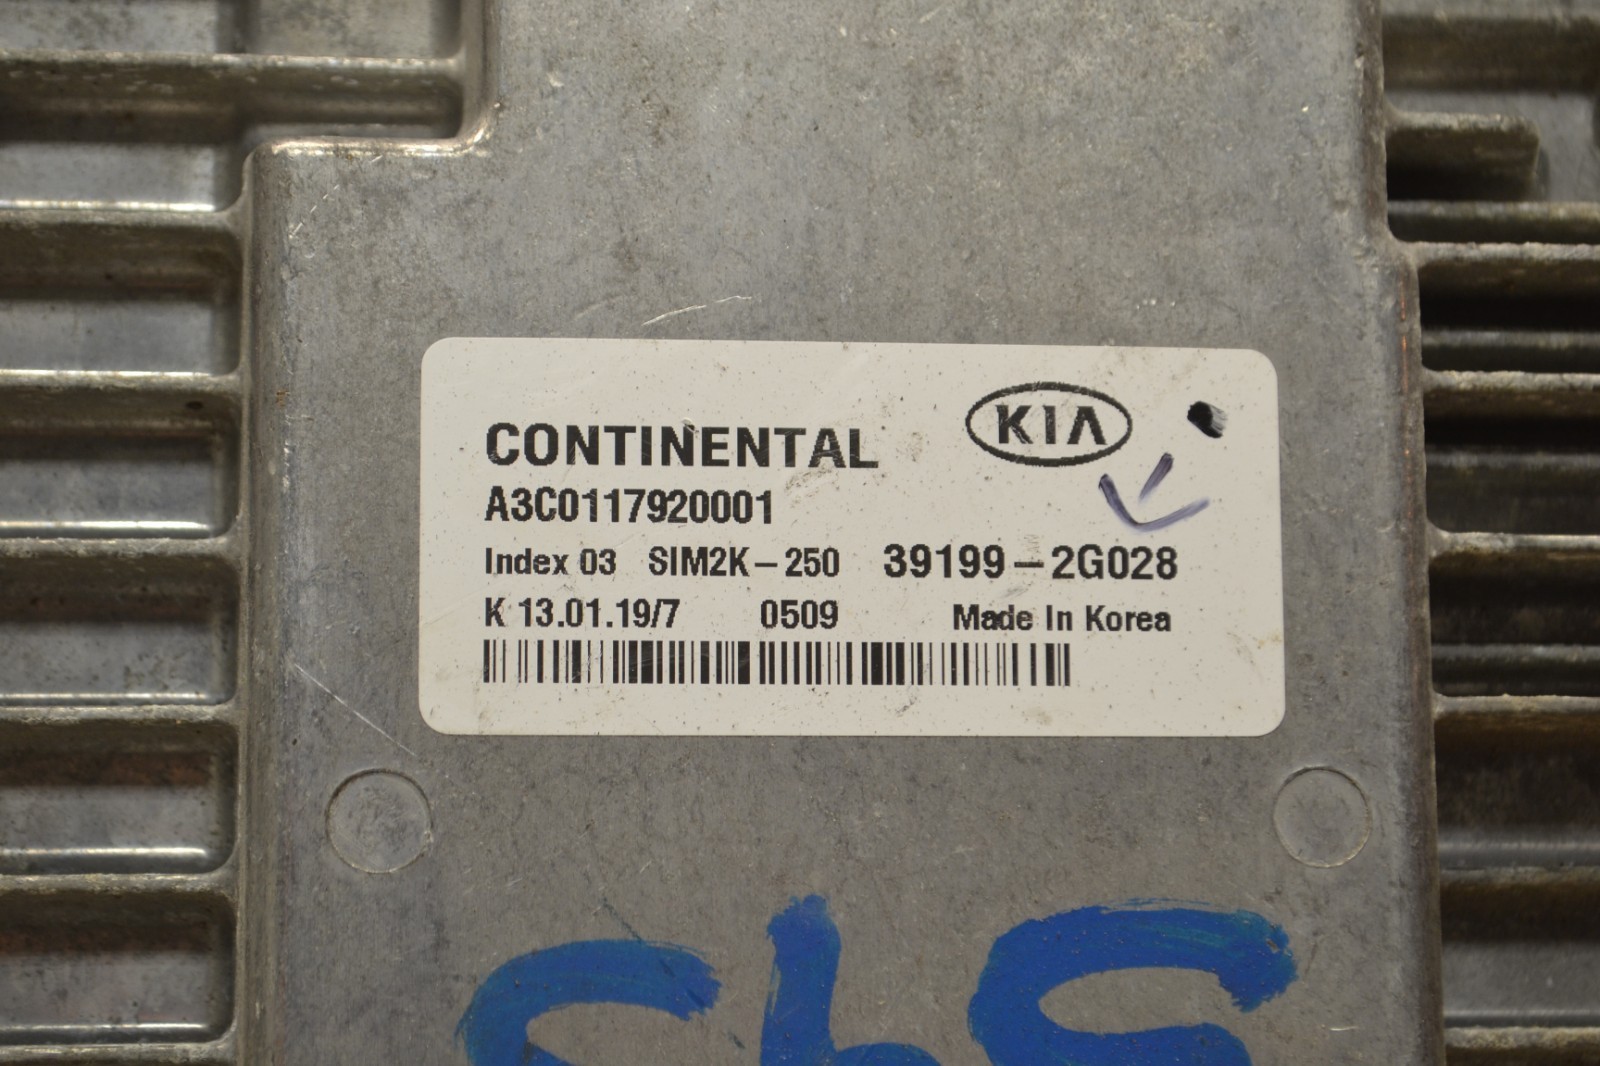 CONTINENTAL
KIA
A3C0117920001
Index 03 SIM2K-250 39199-2G028
K 13.01.19/7 0509 Made In Korea